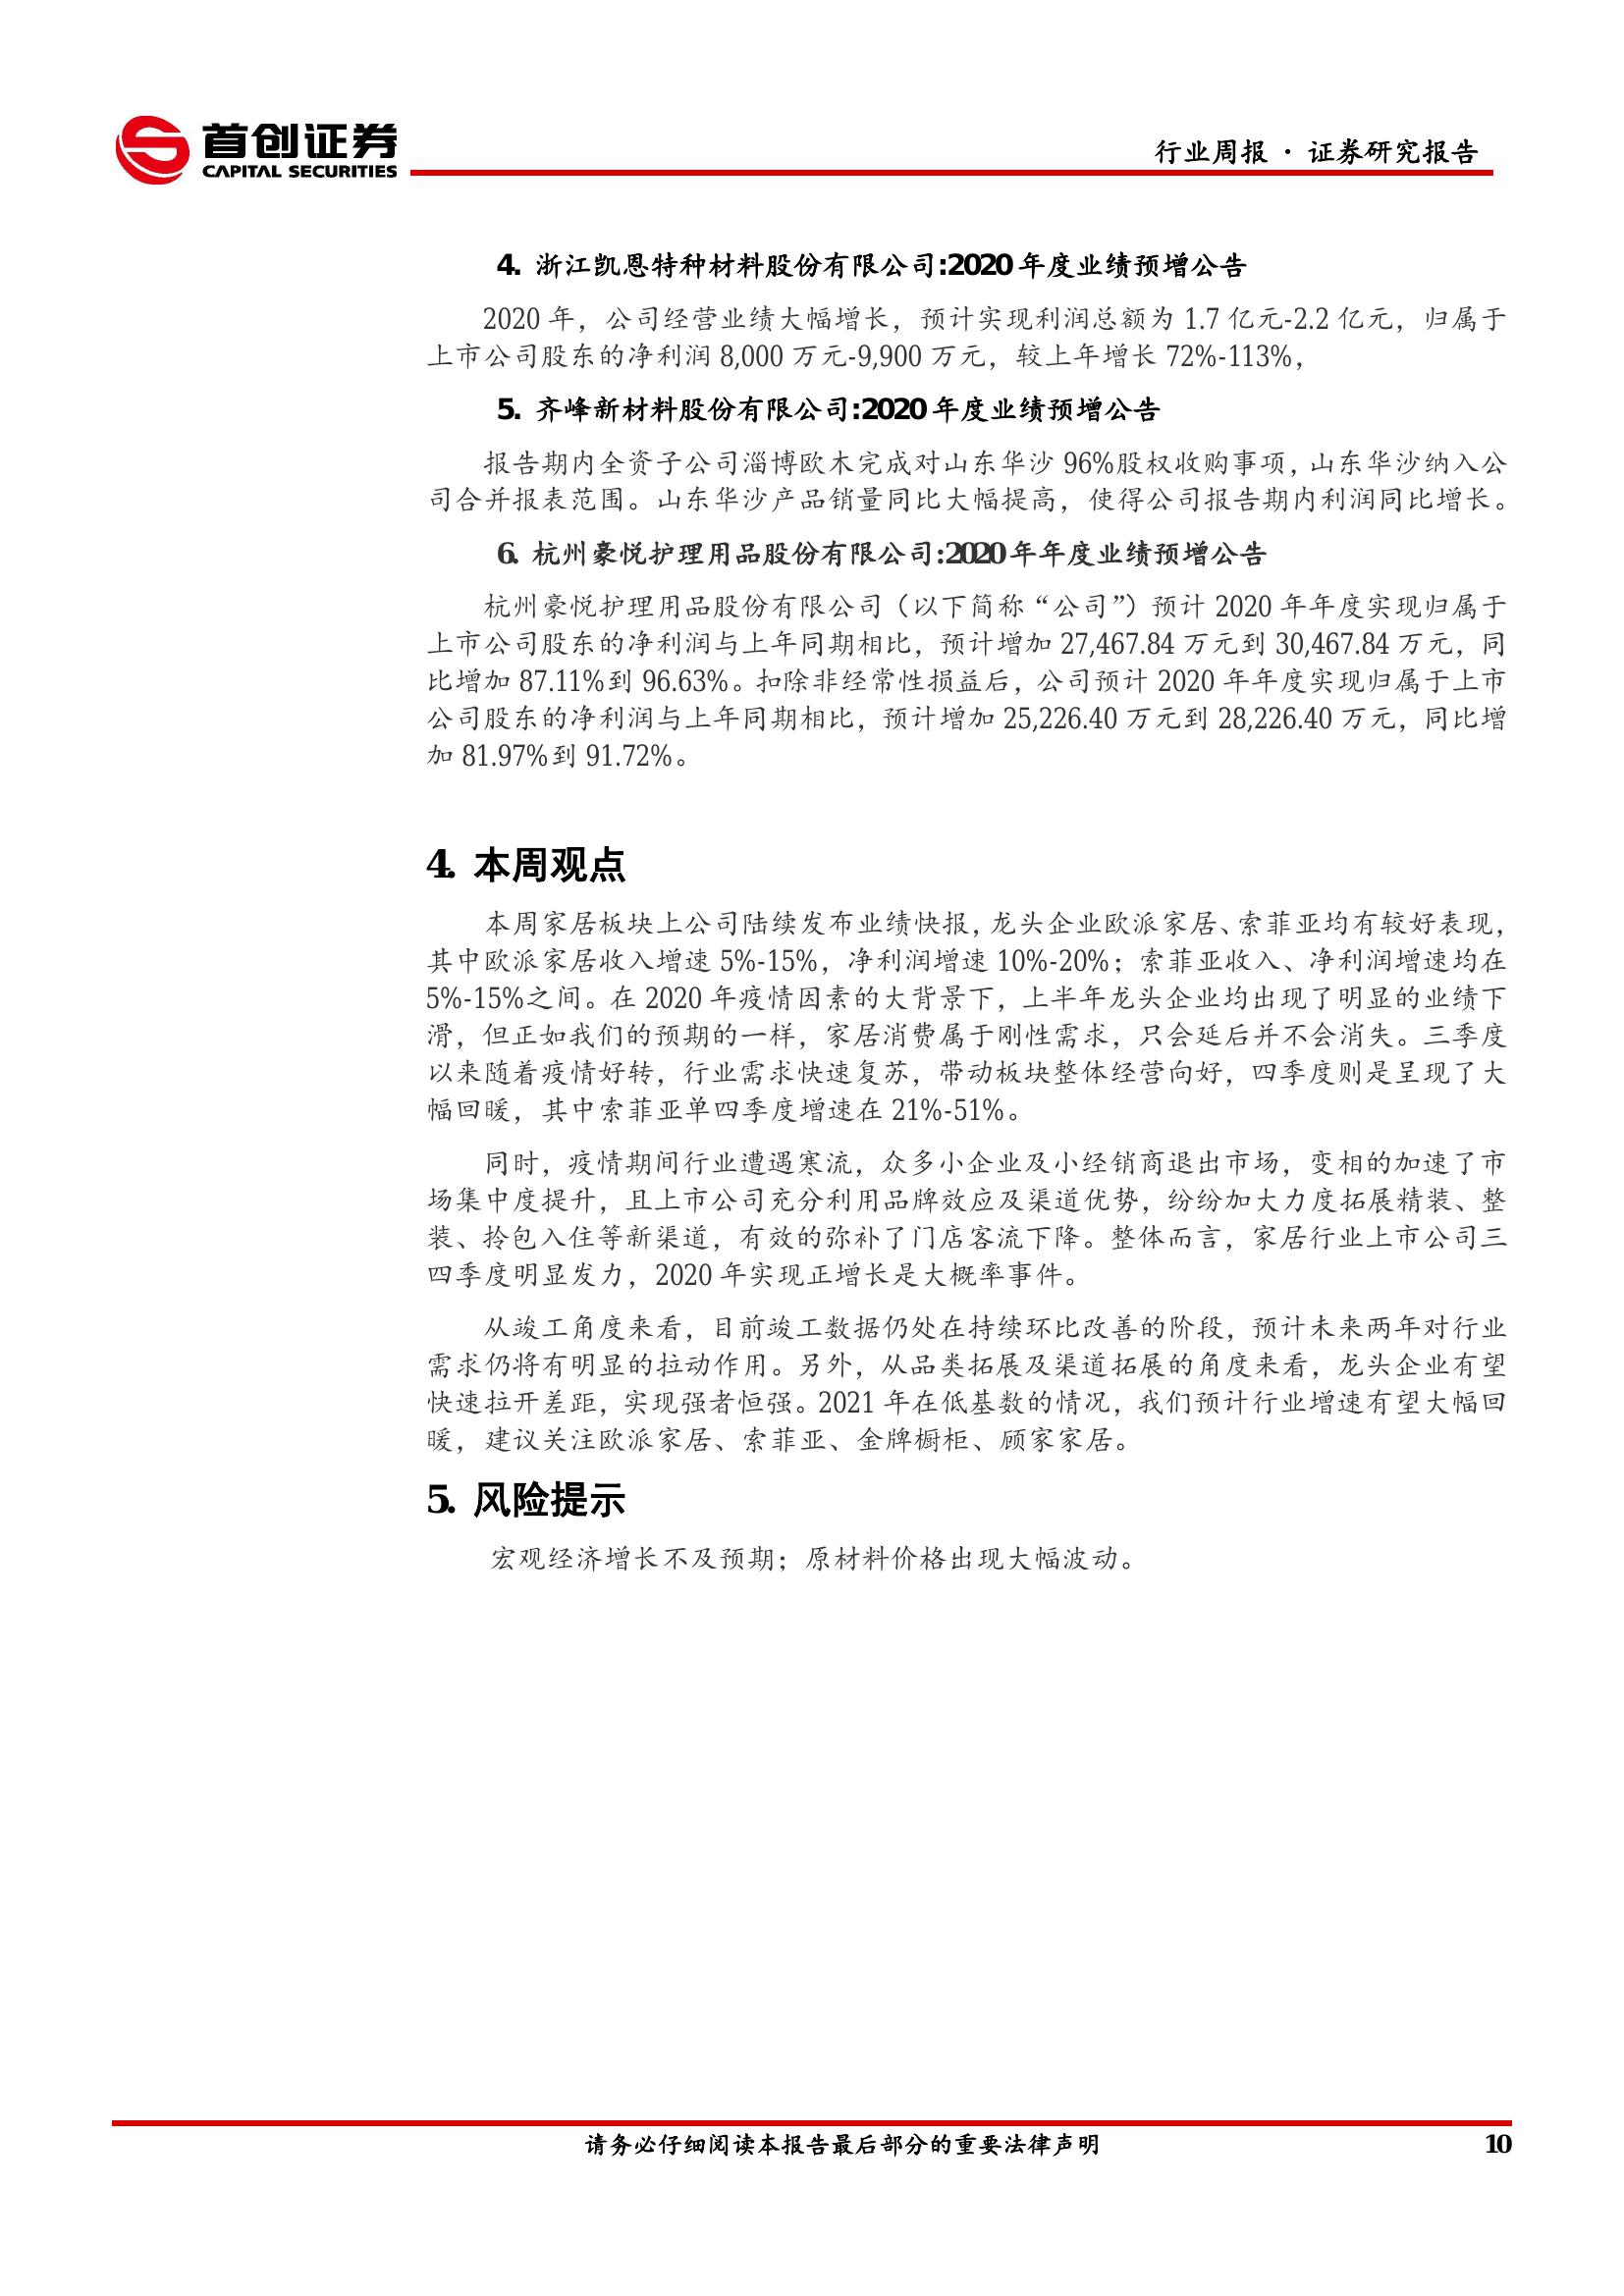 首创证券
CAPITAL SECURITIES
行业周报 · 证券研究报告
4. 浙江凯恩特种材料股份有限公司:2020 年度业绩预增公告
2020 年，公司经营业绩大幅增长，预计实现利润总额为 1.7 亿元-2.2 亿元，归属于
上市公司股东的净利润 8,000 万元-9,900 万元，较上年增长 72%-113%，
5. 齐峰新材料股份有限公司:2020 年度业绩预增公告
报告期内全资子公司淄博欧木完成对山东华沙 96%股权收购事项，山东华沙纳入公
司合并报表范围。山东华沙产品销量同比大幅提高，使得公司报告期内利润同比增长。
6. 杭州豪悦护理用品股份有限公司:2020 年年度业绩预增公告
杭州豪悦护理用品股份有限公司（以下简称“公司”）预计 2020 年年度实现归属于
上市公司股东的净利润与上年同期相比，预计增加 27,467.84 万元到 30,467.84 万元，同
比增加 87.11%到 96.63%。扣除非经常性损益后，公司预计 2020 年年度实现归属于上市
公司股东的净利润与上年同期相比，预计增加 25,226.40 万元到 28,226.40 万元，同比增
加 81.97%到 91.72%。
4. 本周观点
本周家居板块上公司陆续发布业绩快报，龙头企业欧派家居、索菲亚均有较好表现，
其中欧派家居收入增速 5%-15%，净利润增速 10%-20%；索菲亚收入、净利润增速均在
5%-15%之间。在 2020 年疫情因素的大背景下，上半年龙头企业均出现了明显的业绩下
滑，但正如我们的预期的一样，家居消费属于刚性需求，只会延后并不会消失。三季度
以来随着疫情好转，行业需求快速复苏，带动板块整体经营向好，四季度则是呈现了大
幅回暖，其中索菲亚单四季度增速在 21%-51%。
同时，疫情期间行业遭遇寒流，众多小企业及小经销商退出市场，变相的加速了市
场集中度提升，且上市公司充分利用品牌效应及渠道优势，纷纷加大力度拓展精装、整
装、拎包入住等新渠道，有效的弥补了门店客流下降。整体而言，家居行业上市公司三
四季度明显发力，2020 年实现正增长是大概率事件。
从竣工角度来看，目前竣工数据仍处在持续环比改善的阶段，预计未来两年对行业
需求仍将有明显的拉动作用。另外，从品类拓展及渠道拓展的角度来看，龙头企业有望
快速拉开差距，实现强者恒强。2021 年在低基数的情况，我们预计行业增速有望大幅回
暖，建议关注欧派家居、索菲亚、金牌橱柜、顾家家居。
5. 风险提示
宏观经济增长不及预期；原材料价格出现大幅波动。
请务必仔细阅读本报告最后部分的重要法律声明
10